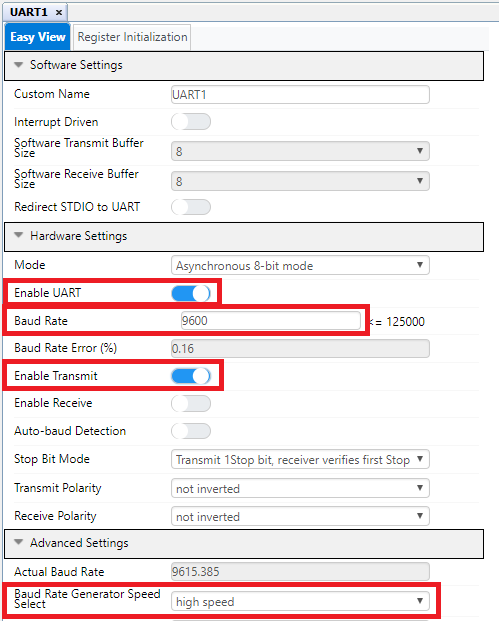 UART1 ×
Easy View Register Initialization
Software Settings
Custom Name UART1
Interrupt Driven
Software Transmit Buffer
Size 8
Software Receive Buffer
Size 8
Redirect STDIO to UART
Hardware Settings
Mode Asynchronous 8-bit mode
Enable UART
Baud Rate 9600 <= 125000
Baud Rate Error (%) 0.16
Enable Transmit
Enable Receive
Auto-baud Detection
Stop Bit Mode Transmit 1Stop bit, receiver verifies first Stop
Transmit Polarity not inverted
Receive Polarity not inverted
Advanced Settings
Actual Baud Rate 9615.385
Baud Rate Generator Speed
Select high speed